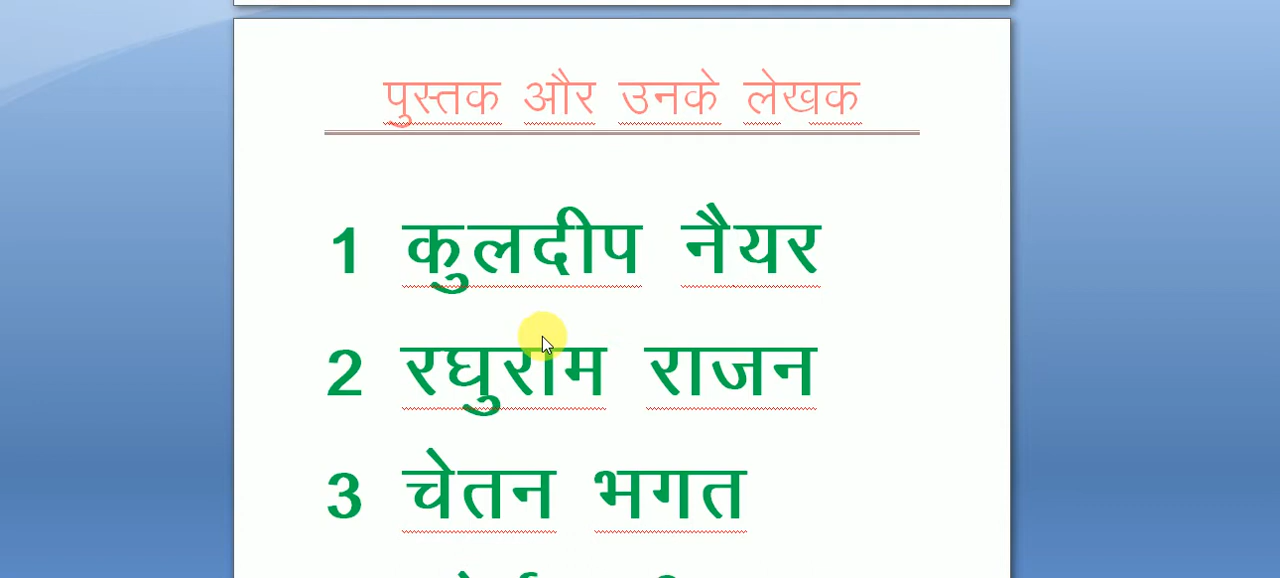 पुस्तक और उनके लेखक
1 कुलदीप नैयर
2 रघुराम राजन
3 चेतन भगत